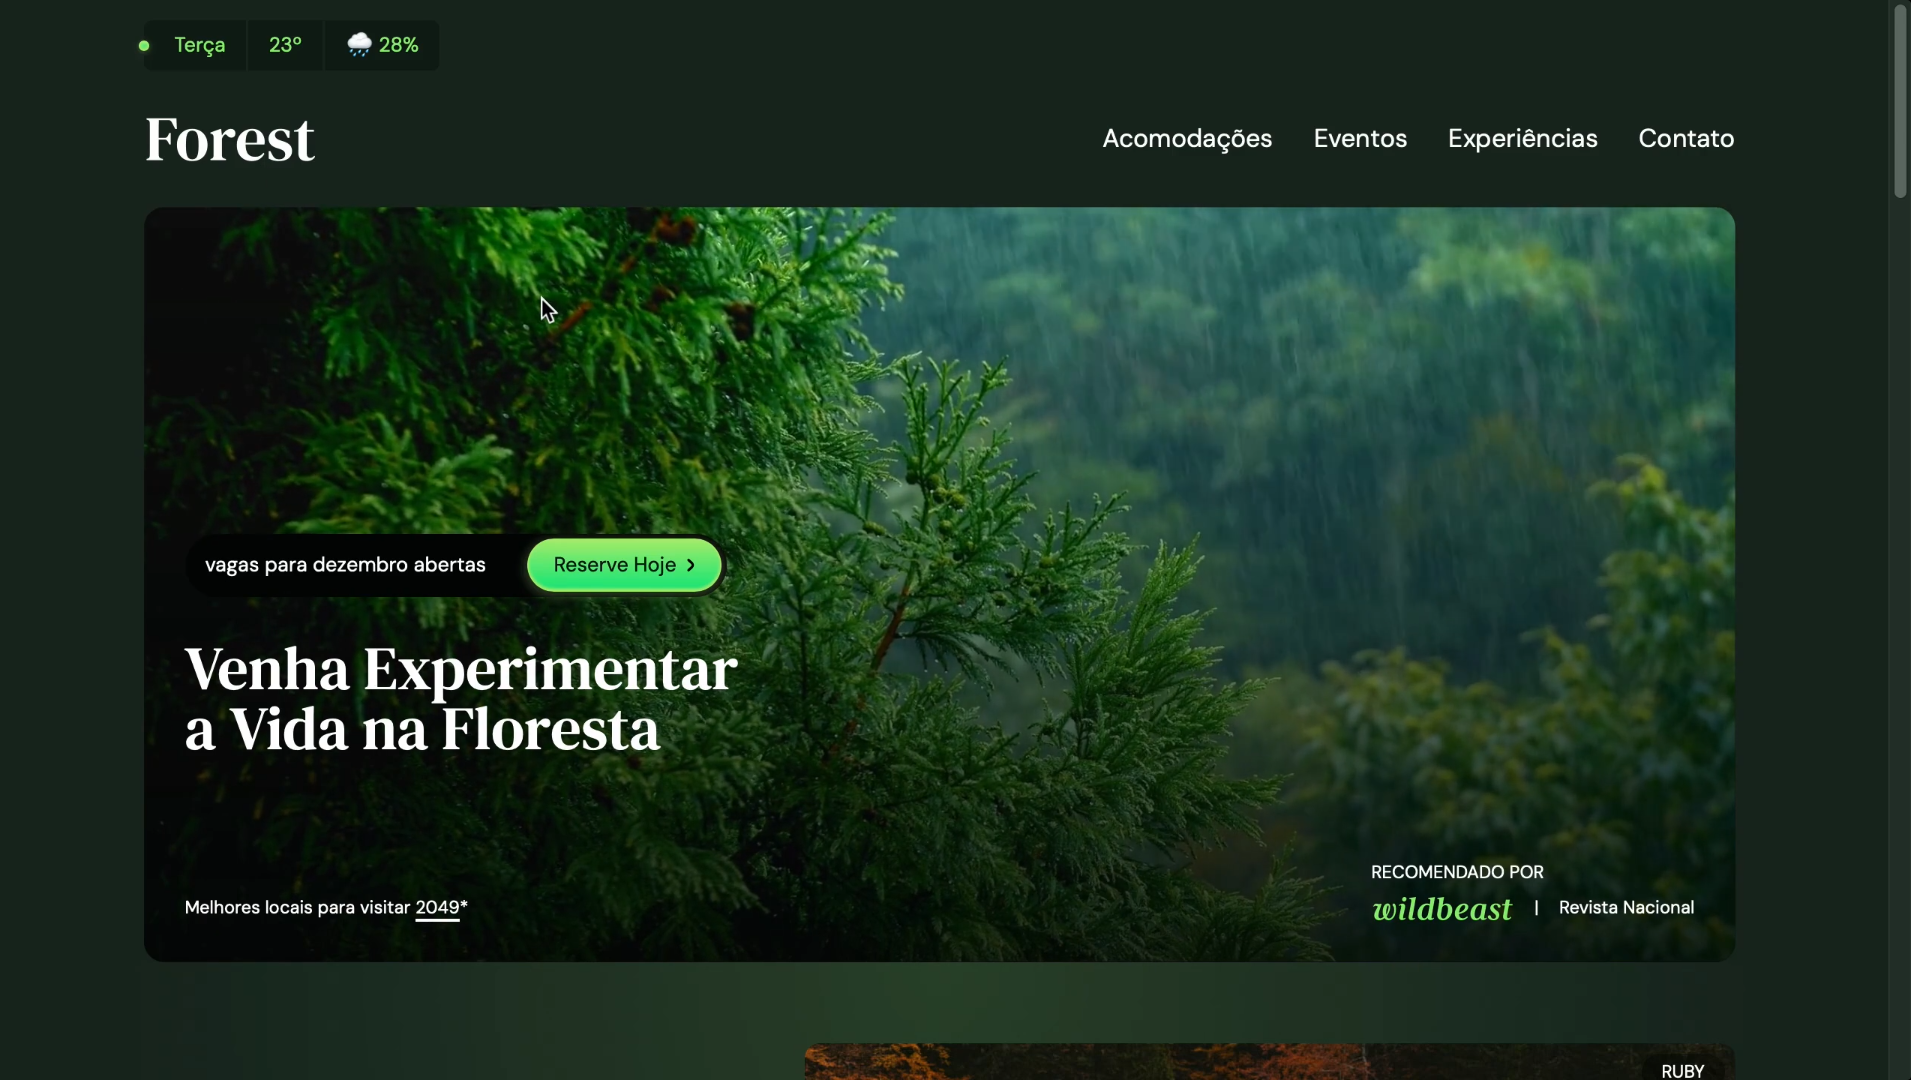 Terça 23° 28%
Forest
Acomodações Eventos Experiências Contato
vagas para dezembro abertas
Reserve Hoje
Venha Experimentar
a Vida na Floresta
Melhores locais para visitar 2049*
RECOMENDADO POR
wildbeast | Revista Nacional
RUBY